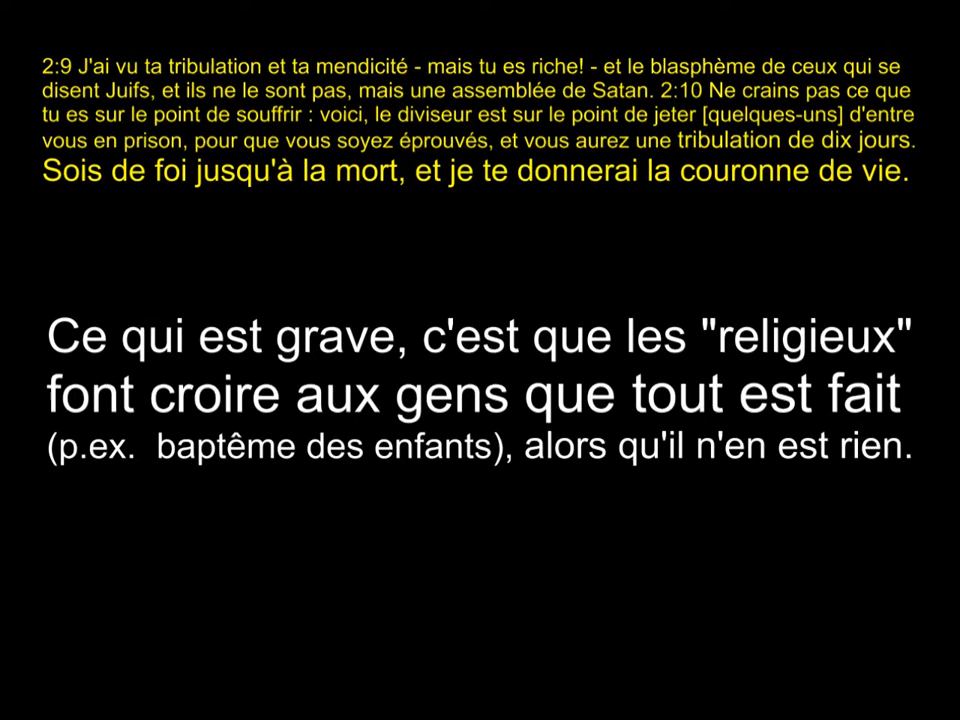 2:9 J'ai vu ta tribulation et ta mendicité - mais tu es riche! - et le blasphème de ceux qui se
disent Juifs, et ils ne le sont pas, mais une assemblée de Satan. 2:10 Ne crains pas ce que
tu es sur le point de souffrir : voici, le diviseur est sur le point de jeter [quelques-uns] d'entre
vous en prison, pour que vous soyez éprouvés, et vous aurez une tribulation de dix jours.
Sois de foi jusqu'à la mort, et je te donnerai la couronne de vie.
Ce qui est grave, c'est que les "religieux"
font croire aux gens que tout est fait
(p.ex. baptême des enfants), alors qu'il n'en est rien.